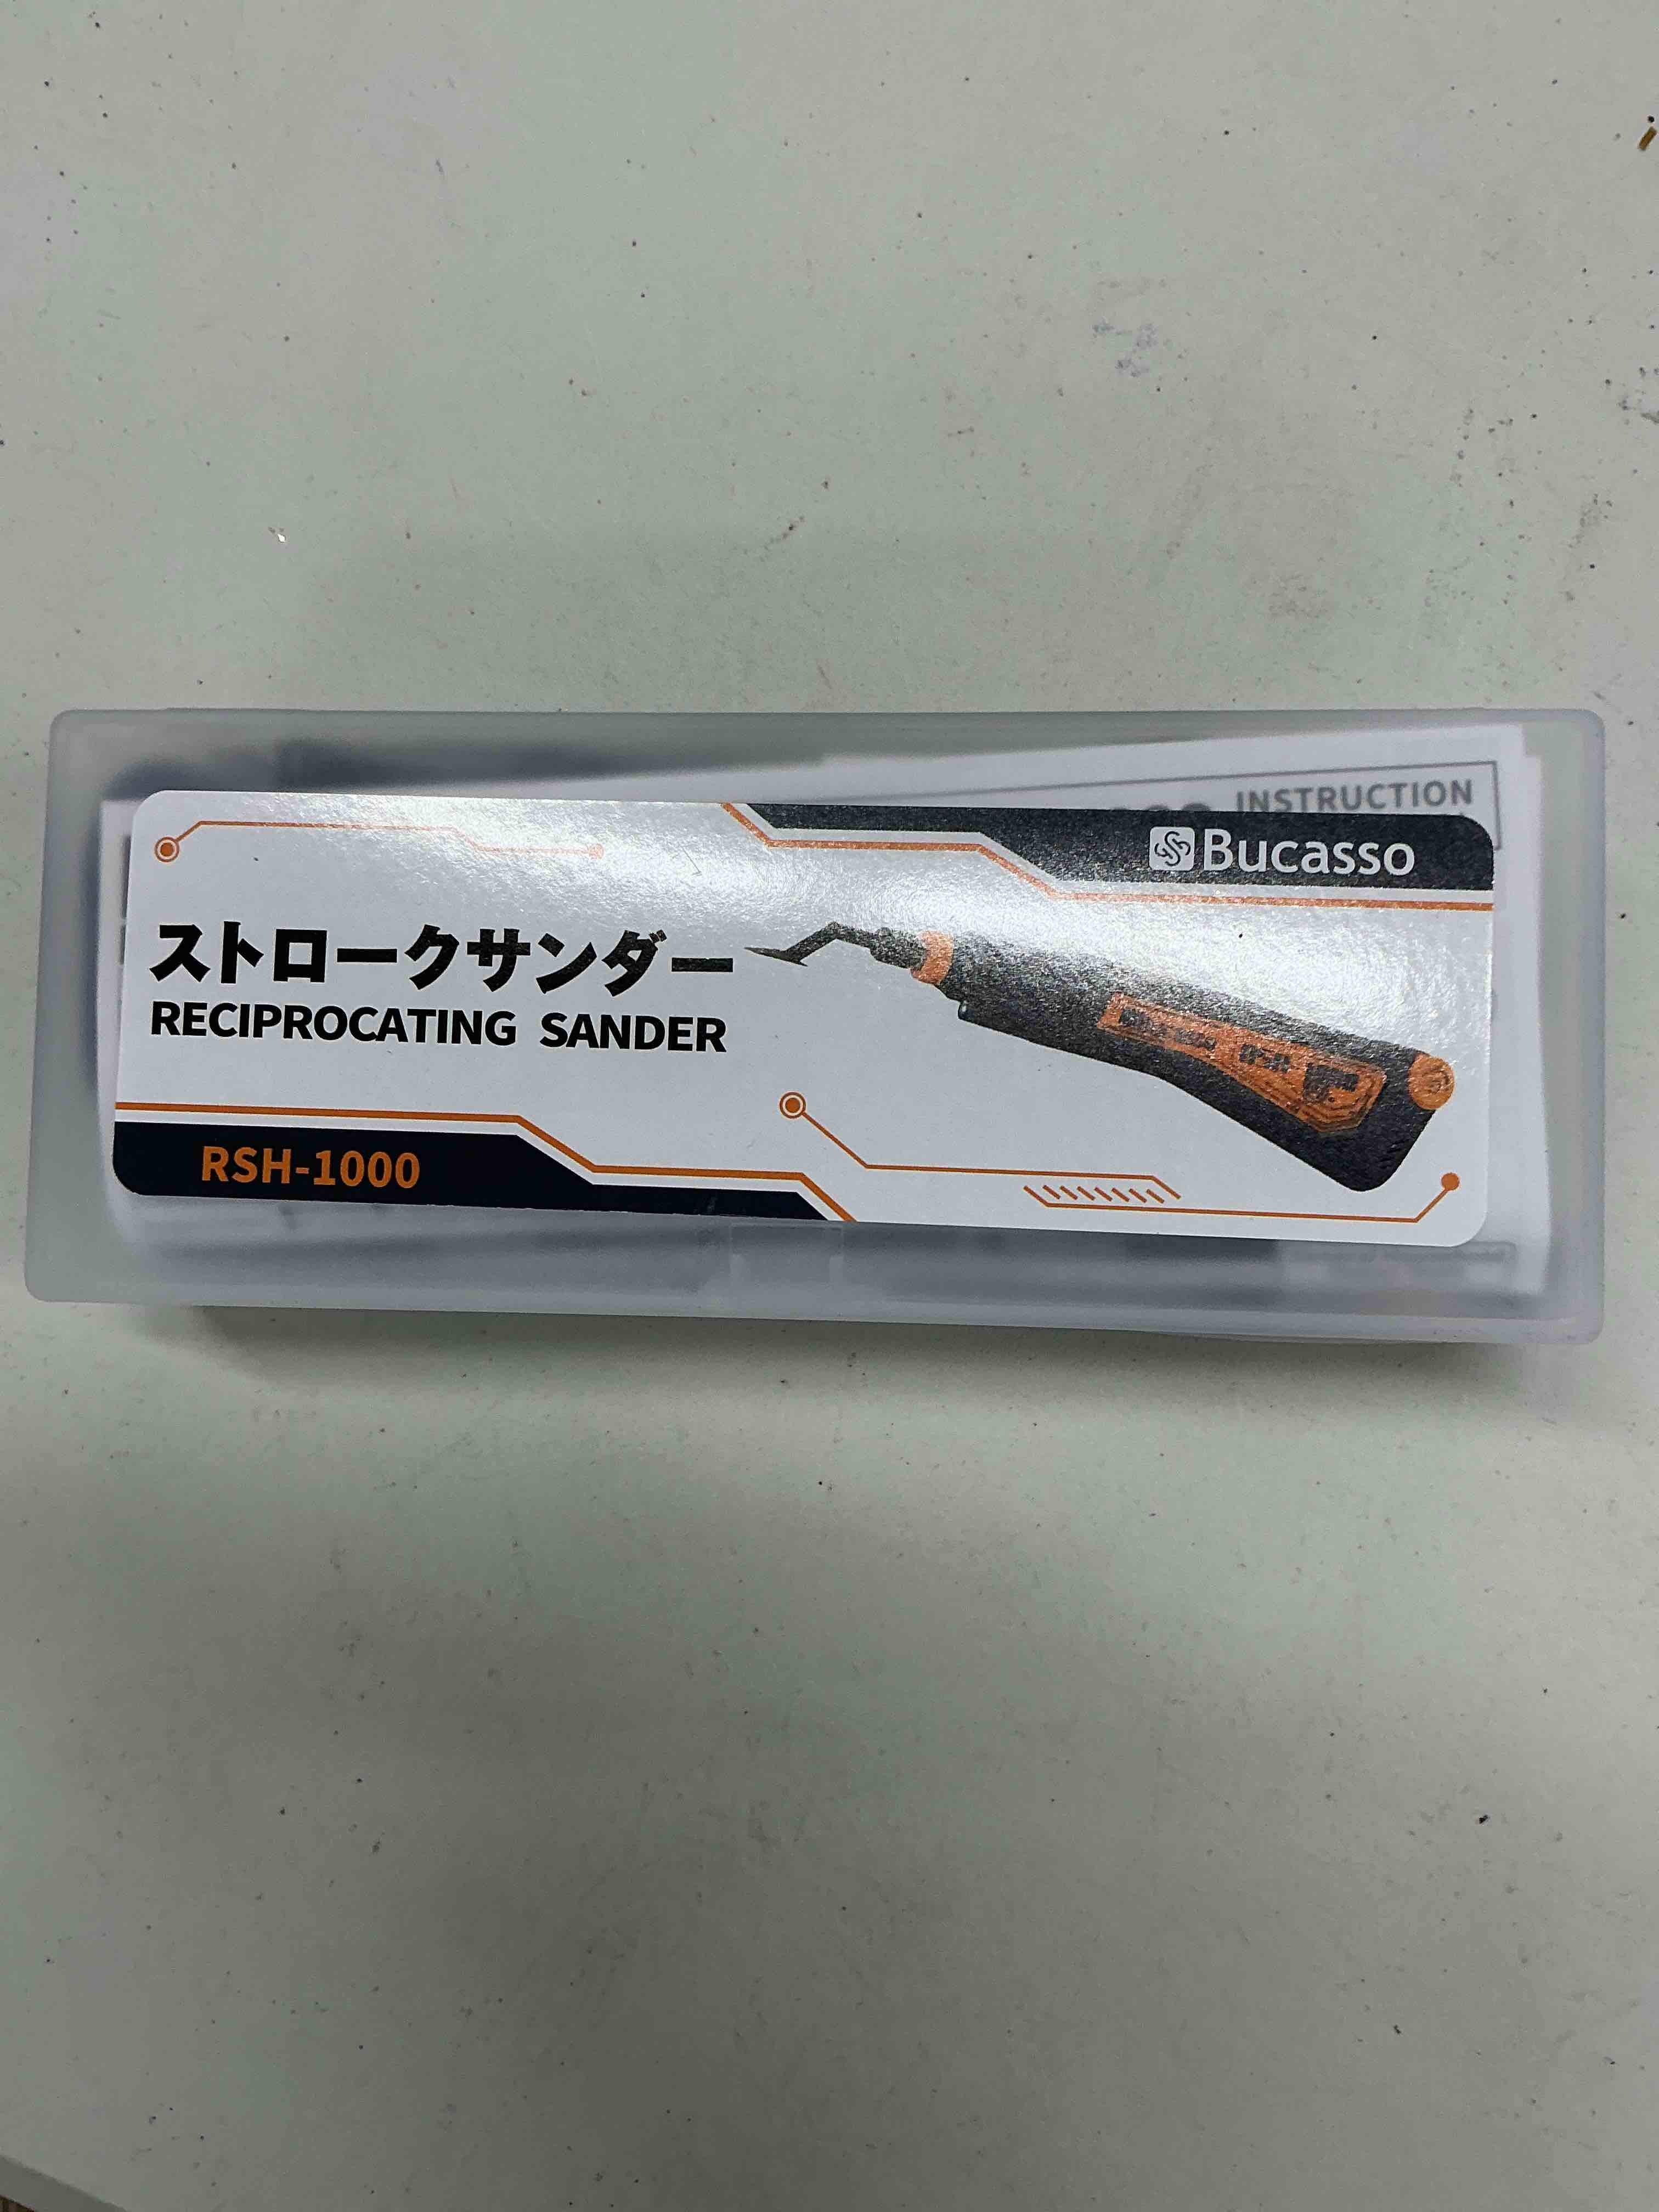 INSTRUCTION
Bucasso
ストロークサンダー
RECIPROCATING SANDER
RSH-1000